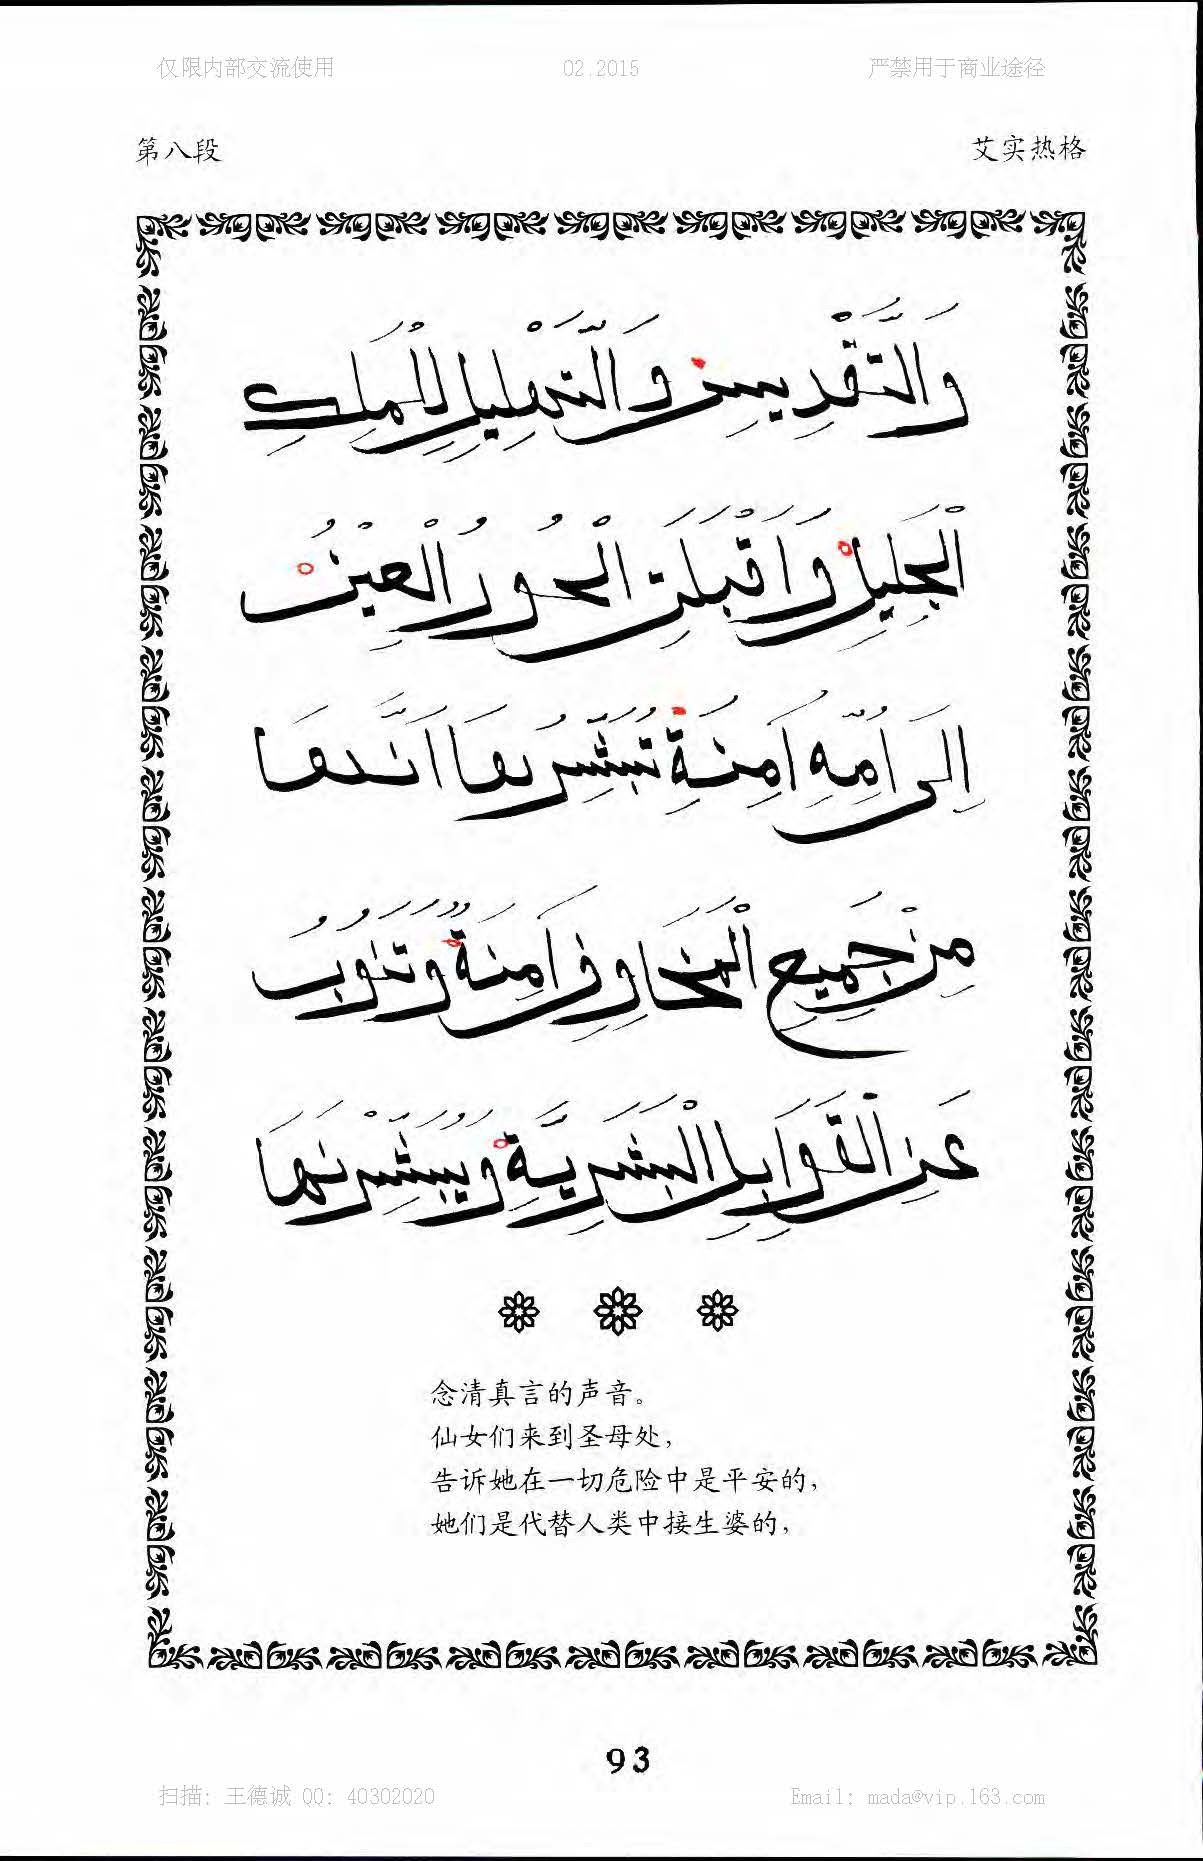 仅限内部交流使用 02.2015 严禁用于商业途径
第八段 艾实热格
وَالتَّقْدِيسِ وَالتَّهْلِيلِ لِلْمَلِكِ
الْجَلِيلِ وَاَقْبَلَتِ الْحُورُ الْعِينُ
اِلَى اُمِّهِ اٰمِنَةِ تُبَشِّرُهَا اَنَّهَا
مِنْ جَمِيعِ الْمَخَاوِفِ اٰمِنَةٌ وَتَنُوبُ
عَنِ الْقَوَابِلِ الْبَشَرِيَّةِ وَيُبَشِّرْنَهَا
念清真言的声音。
仙女们来到圣母处，
告诉她在一切危险中是平安的，
她们是代替人类中接生婆的，
93
扫描: 王德诚 QQ: 40302020 Email: mada@vip.163.com